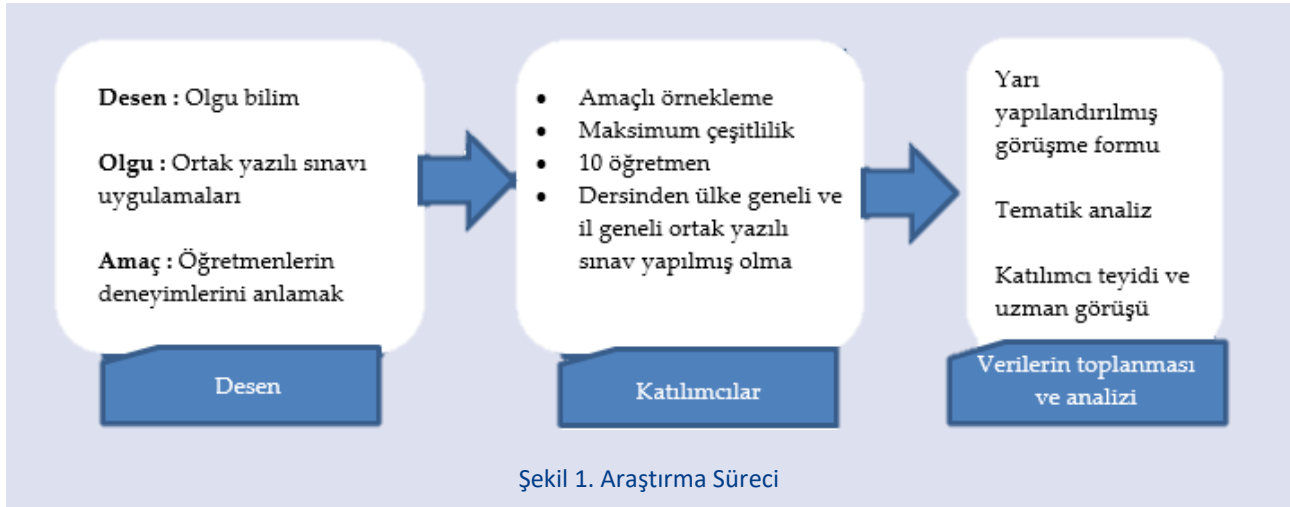 Desen : Olgu bilim
Olgu : Ortak yazılı sınavı
uygulamaları
Amaç : Öğretmenlerin
deneyimlerini anlamak
Desen
• Amaçlı örnekleme
• Maksimum çeşitlilik
• 10 öğretmen
• Dersinden ülke geneli ve
il geneli ortak yazılı
sınav yapılmış olma
Katılımcılar
Yarı
yapılandırılmış
görüşme formu
Tematik analiz
Katılımcı teyidi ve
uzman görüşü
Verilerin toplanması
ve analizi
Şekil 1. Araştırma Süreci